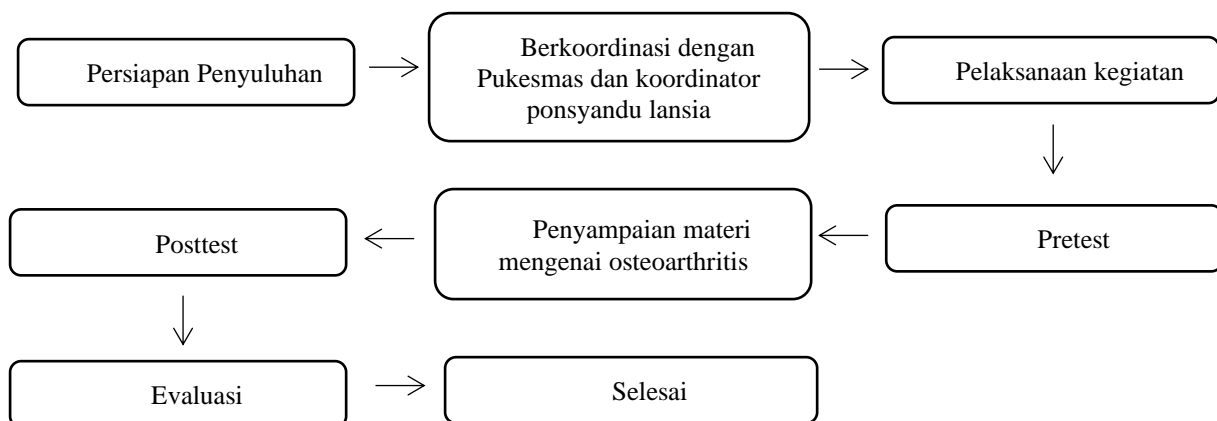 Persiapan Penyuluhan
Berkoordinasi dengan
Pukesmas dan koordinator
ponsyandu lansia
Pelaksanaan kegiatan
Pretest
Penyampaian materi
mengenai osteoarthritis
Posttest
Evaluasi
Selesai